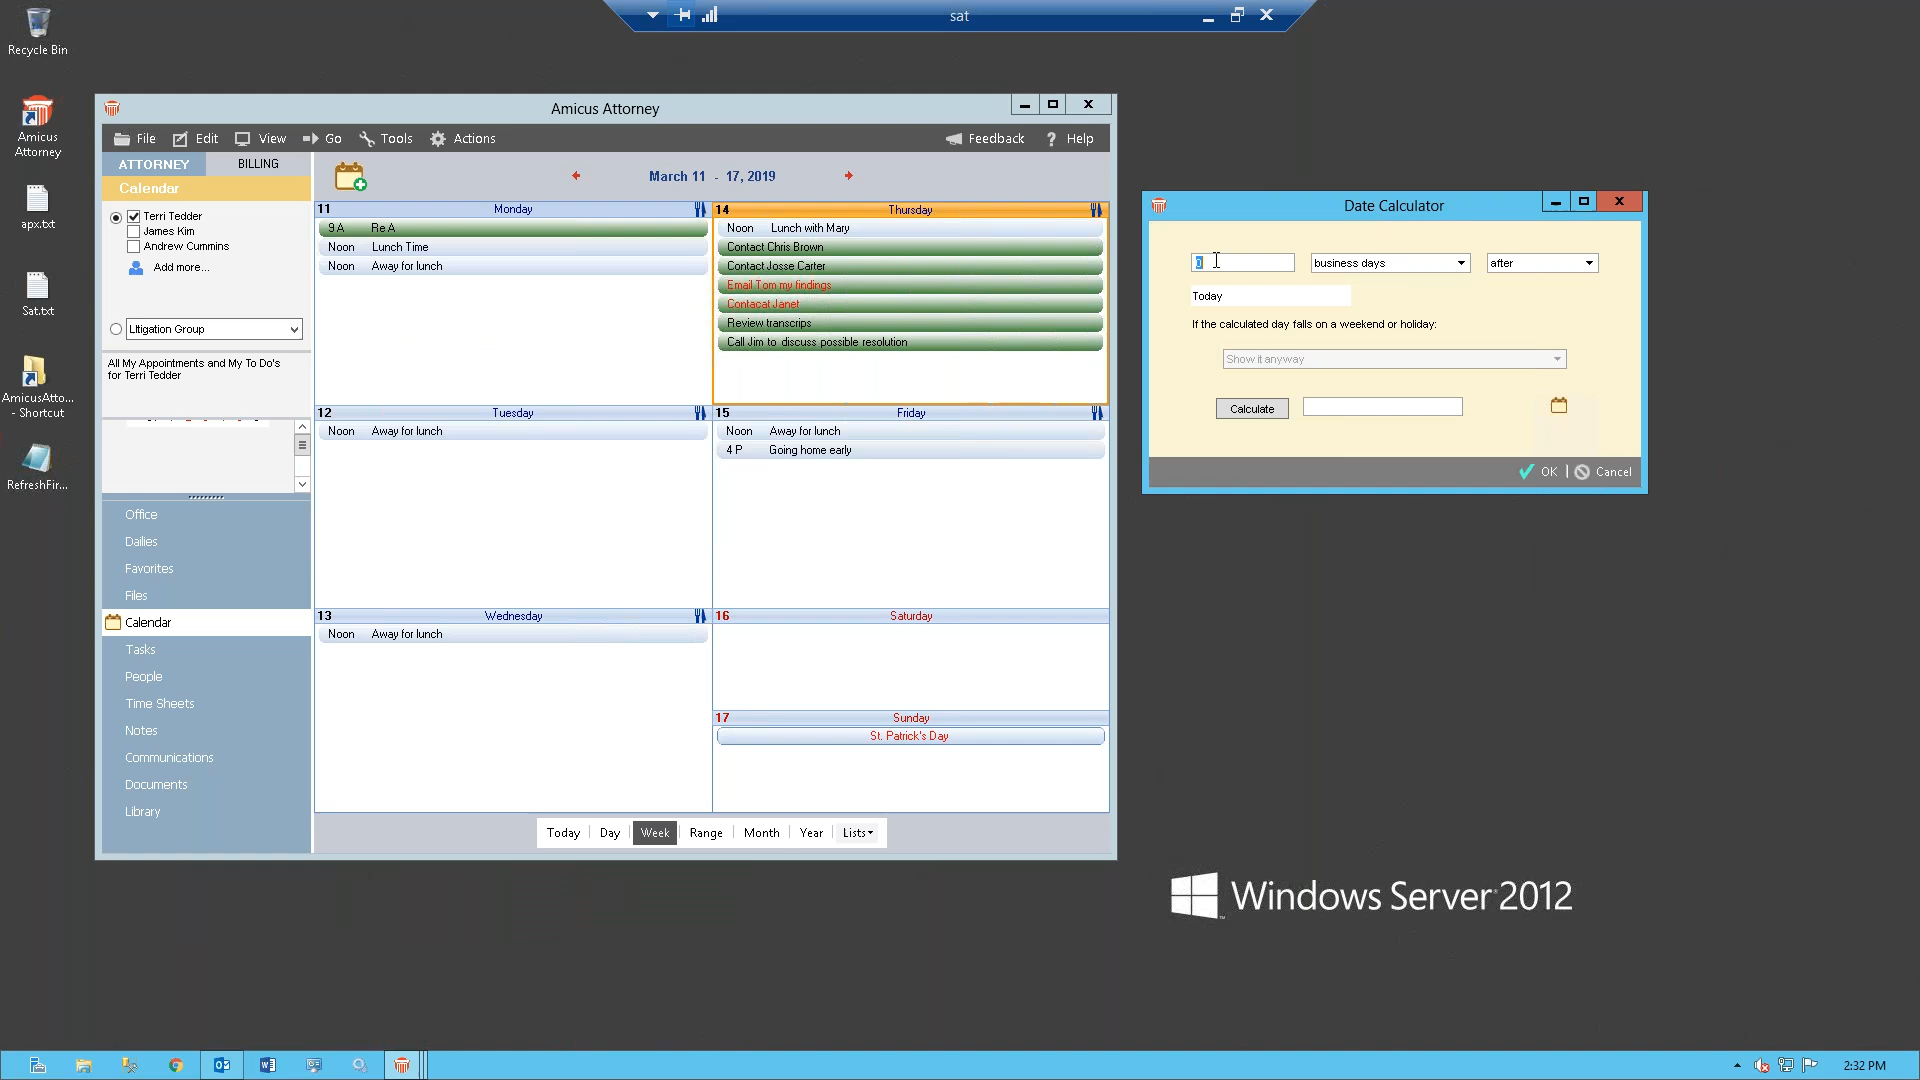 sat
Recycle Bin
Amicus
Attorney
apx.txt
Sat.txt
AmicusAtto...
- Shortcut
RefreshFir...
Amicus Attorney
File
Edit
View
Go
Tools
Actions
Feedback
? Help
ATTORNEY
BILLING
Calendar
Terri Tedder
James Kim
Andrew Cummins
Add more...
LItigation Group
All My Appointments and My To Do's
for Terri Tedder
Office
Dailies
Favorites
Files
Calendar
Tasks
People
Time Sheets
Notes
Communications
Documents
Library
March 11 - 17, 2019
11 Monday
9 A Re A
Noon Lunch Time
Noon Away for lunch
12 Tuesday
Noon Away for lunch
13 Wednesday
Noon Away for lunch
14 Thursday
Noon Lunch with Mary
Contact Chris Brown
Contact Josse Carter
Email Tom my findings
Contacat Janet
Review transcrips
Call Jim to discuss possible resolution
15 Friday
Noon Away for lunch
4 P Going home early
16 Saturday
17 Sunday
St. Patrick's Day
Today
Day
Week
Range
Month
Year
Lists
Date Calculator
0
business days
after
Today
If the calculated day falls on a weekend or holiday:
Show it anyway
Calculate
OK | Cancel
Windows Server 2012
2:32 PM